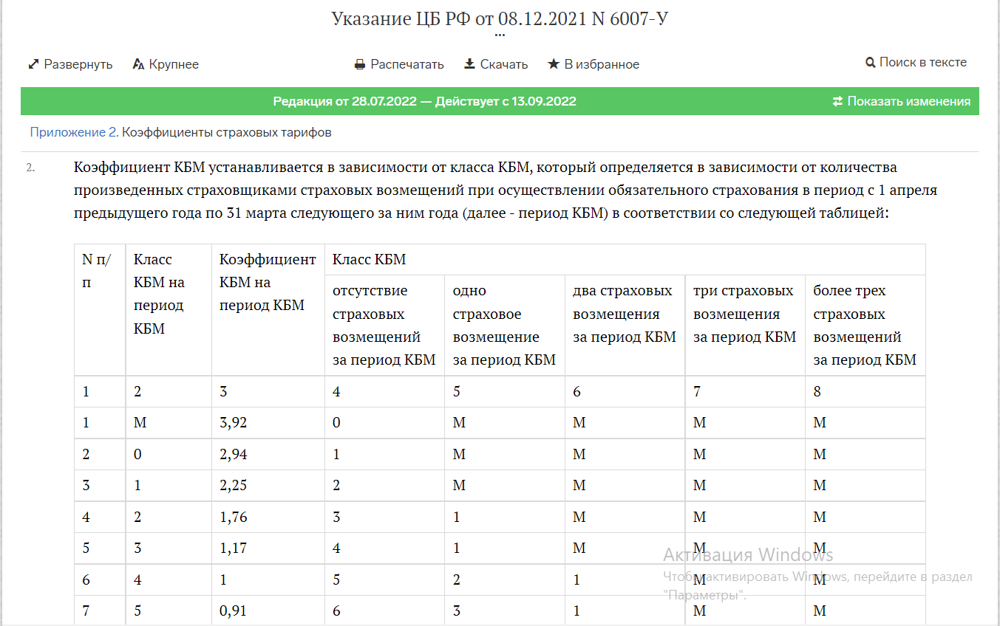 Указание ЦБ РФ от 08.12.2021 N 6007-У
...
Развернуть Крупнее Распечатать Скачать В избранное Поиск в тексте
Редакция от 28.07.2022 — Действует с 13.09.2022 Показать изменения
Приложение 2. Коэффициенты страховых тарифов
2. Коэффициент КБМ устанавливается в зависимости от класса КБМ, который определяется в зависимости от количества
произведенных страховщиками страховых возмещений при осуществлении обязательного страхования в период с 1 апреля
предыдущего года по 31 марта следующего за ним года (далее - период КБМ) в соответствии со следующей таблицей:
N п/ Класс Коэффициент Класс КБМ
п КБМ на КБМ на отсутствие одно два страховых три страховых более трех
период период КБМ страховых страховое возмещения возмещения страховых
КБМ возмещений возмещение за период КБМ за период КБМ возмещений
за период КБМ за период КБМ за период КБМ
1 2 3 4 5 6 7 8
1 М 3,92 0 М М М М
2 0 2,94 1 М М М М
3 1 2,25 2 М М М М
4 2 1,76 3 1 М М М
5 3 1,17 4 1 М М М
Активация Windows
6 4 1 5 2 1 М М
Чтобы активировать Windows, перейдите в раздел
"Параметры".
7 5 0,91 6 3 1 М М